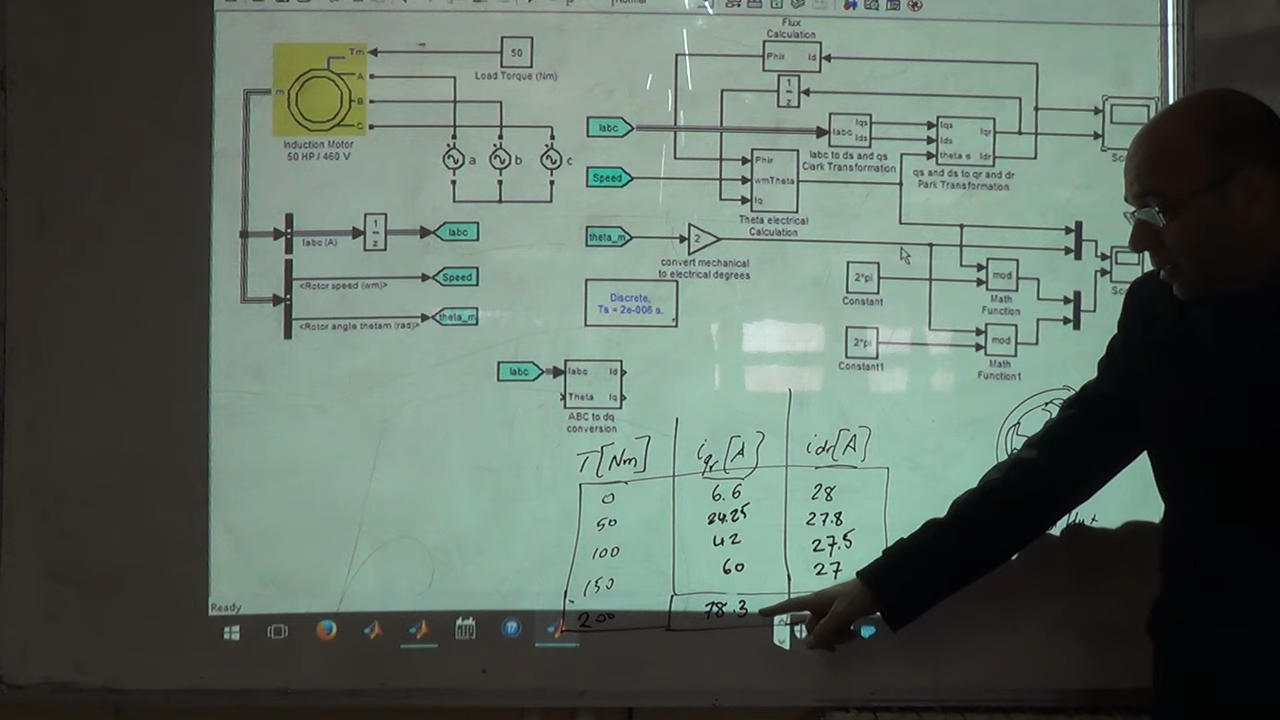 Normal
Tm
A
B
C
m
Induction Motor
50 HP / 460 V
50
Load Torque (Nm)
a
b
c
Iabc (A)
1
z
Iabc
<Rotor speed (wm)>
Speed
<Rotor angle thetam (rad)>
theta_m
Flux
Calculation
Phir
Id
1
z
Iabc
Iabc
Iqs
Ids
Iabc to ds and qs
Clark Transformation
Iqs
Ids
theta e
Iqr
Idr
qs and ds to qr and dr
Park Transformation
Speed
Phir
wm
Iq
Theta
Theta electrical
Calculation
theta_m
2
convert mechanical
to electrical degrees
Discrete,
Ts = 2e-006 s.
2*pi
Constant
mod
Math
Function
2*pi
Constant1
mod
Math
Function1
Iabc
Iabc
Theta
Id
Iq
ABC to dq
conversion
T[Nm] iqr[A] idr[A]
0 6.6 28
50 24.25 27.8
100 42 27.5
150 60 27
200 78.3
Ready
17